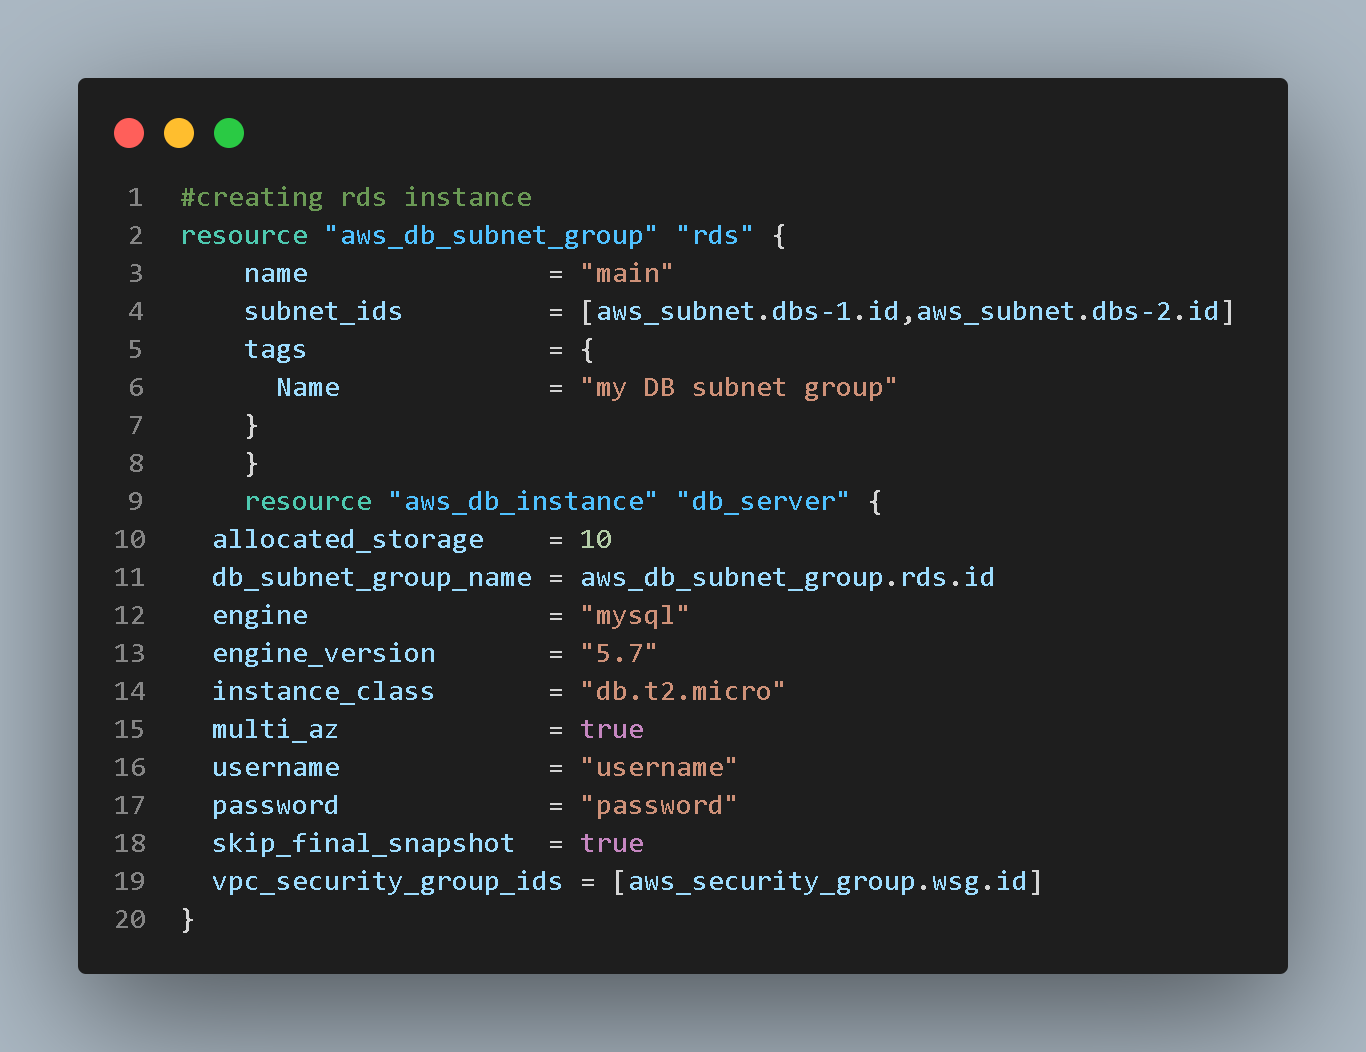 1 #creating rds instance
2 resource "aws_db_subnet_group" "rds" {
3     name               = "main"
4     subnet_ids         = [aws_subnet.dbs-1.id,aws_subnet.dbs-2.id]
5     tags               = {
6       Name             = "my DB subnet group"
7     }
8     }
9     resource "aws_db_instance" "db_server" {
10   allocated_storage    = 10
11   db_subnet_group_name = aws_db_subnet_group.rds.id
12   engine               = "mysql"
13   engine_version       = "5.7"
14   instance_class       = "db.t2.micro"
15   multi_az             = true
16   username             = "username"
17   password             = "password"
18   skip_final_snapshot  = true
19   vpc_security_group_ids = [aws_security_group.wsg.id]
20 }